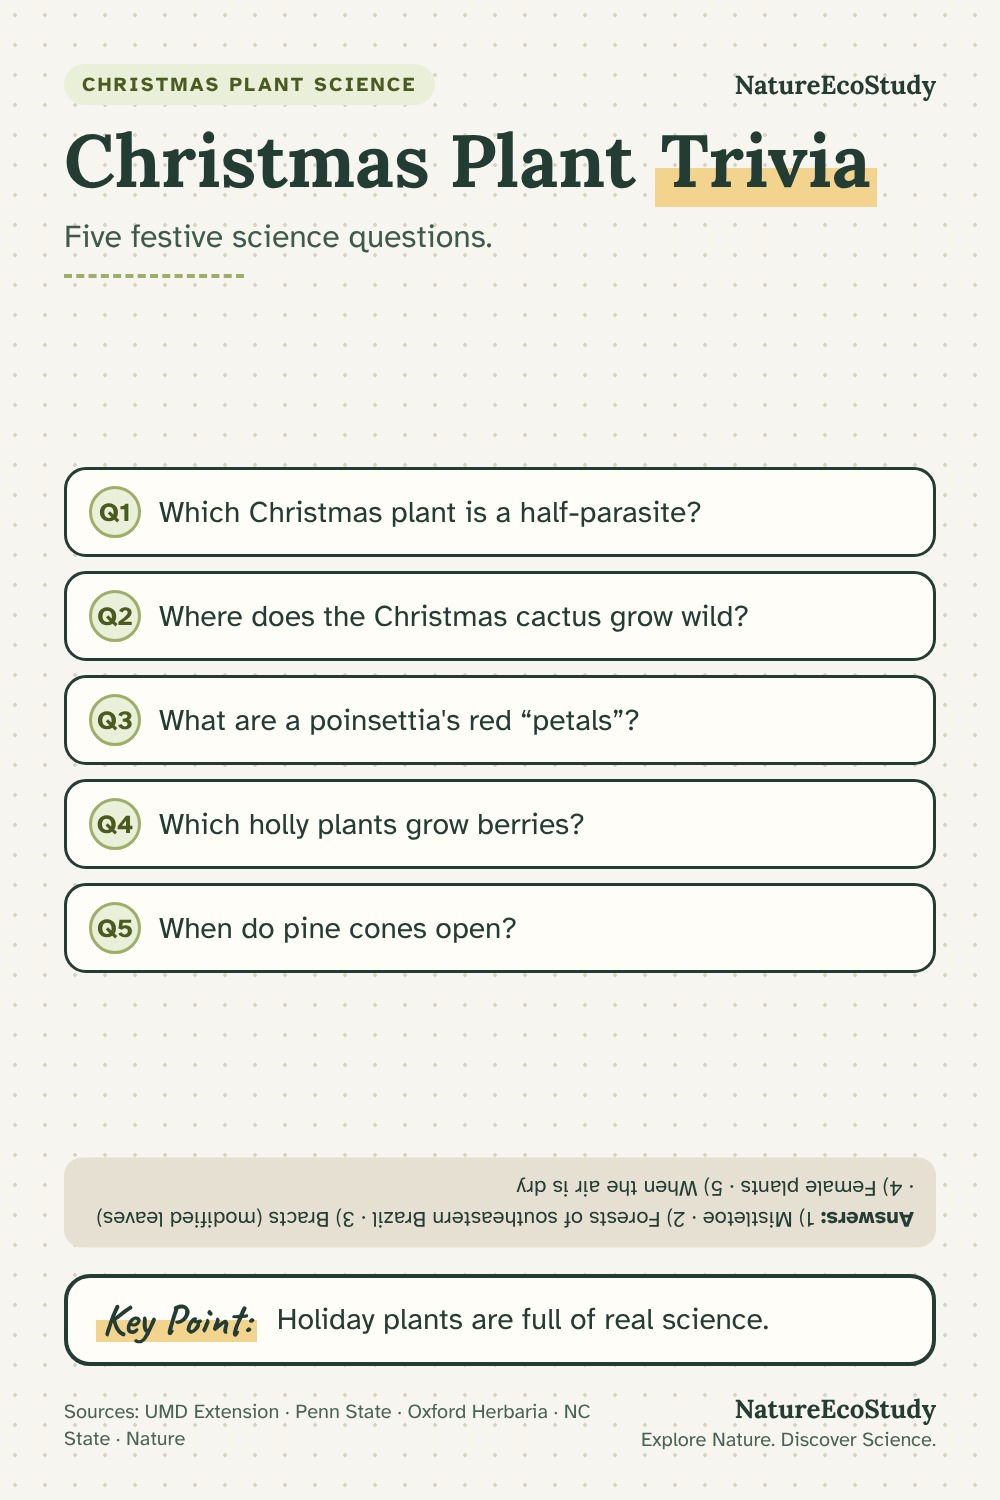 CHRISTMAS PLANT SCIENCE
NatureEcoStudy
Christmas Plant Trivia
Five festive science questions.
Q1 Which Christmas plant is a half-parasite?
Q2 Where does the Christmas cactus grow wild?
Q3 What are a poinsettia's red “petals”?
Q4 Which holly plants grow berries?
Q5 When do pine cones open?
Answers: 1) Mistletoe · 2) Forests of southeastern Brazil · 3) Bracts (modified leaves)
· 4) Female plants · 5) When the air is dry
Key Point: Holiday plants are full of real science.
Sources: UMD Extension · Penn State · Oxford Herbaria · NC
State · Nature
NatureEcoStudy
Explore Nature. Discover Science.